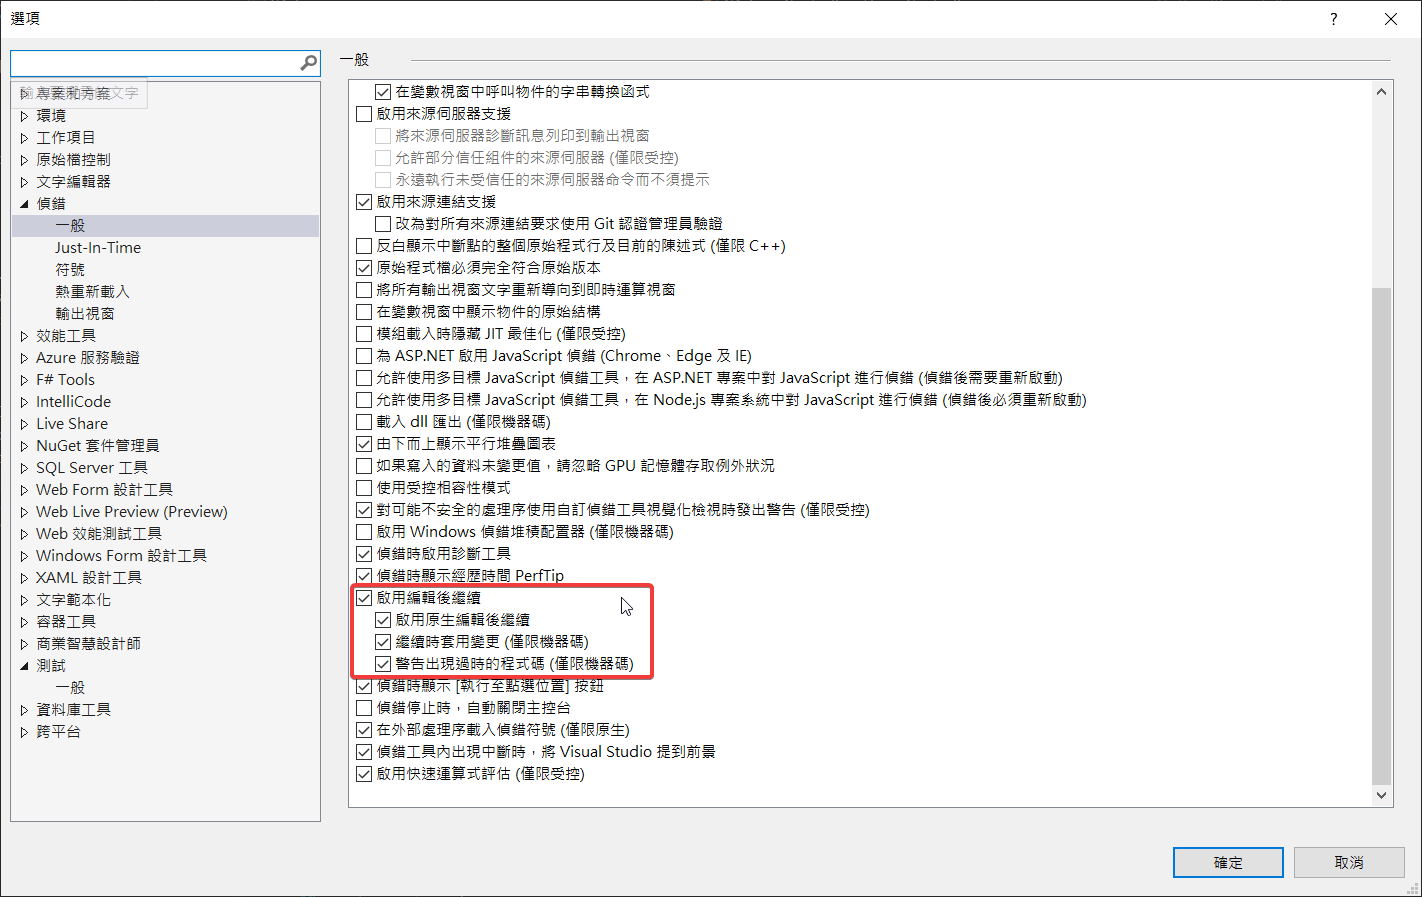 選項
?
一般
專案和方案
環境
工作項目
原始檔控制
文字編輯器
偵錯
一般
Just-In-Time
符號
熱重新載入
輸出視窗
效能工具
Azure 服務驗證
F# Tools
IntelliCode
Live Share
NuGet 套件管理員
SQL Server 工具
Web Form 設計工具
Web Live Preview (Preview)
Web 效能測試工具
Windows Form 設計工具
XAML 設計工具
文字範本化
容器工具
商業智慧設計師
測試
一般
資料庫工具
跨平台
在變數視窗中呼叫物件的字串轉換函式
啟用來源伺服器支援
將來源伺服器診斷訊息列印到輸出視窗
允許部分信任組件的來源伺服器 (僅限受控)
永遠執行未受信任的來源伺服器命令而不須提示
啟用來源連結支援
改為對所有來源連結要求使用 Git 認證管理員驗證
反白顯示中斷點的整個原始程式行及目前的陳述式 (僅限 C++)
原始程式檔必須完全符合原始版本
將所有輸出視窗文字重新導向到即時運算視窗
在變數視窗中顯示物件的原始結構
模組載入時隱藏 JIT 最佳化 (僅限受控)
為 ASP.NET 啟用 JavaScript 偵錯 (Chrome、Edge 及 IE)
允許使用多目標 JavaScript 偵錯工具，在 ASP.NET 專案中對 JavaScript 進行偵錯 (偵錯後需要重新啟動)
允許使用多目標 JavaScript 偵錯工具，在 Node.js 專案系統中對 JavaScript 進行偵錯 (偵錯後必須重新啟動)
載入 dll 匯出 (僅限機器碼)
由下而上顯示平行堆疊圖表
如果寫入的資料未變更值，請忽略 GPU 記憶體存取例外狀況
使用受控相容性模式
對可能不安全的處理序使用自訂偵錯工具視覺化檢視時發出警告 (僅限受控)
啟用 Windows 偵錯堆積配置器 (僅限機器碼)
偵錯時啟用診斷工具
偵錯時顯示經歷時間 PerfTip
啟用編輯後繼續
啟用原生編輯後繼續
繼續時套用變更 (僅限機器碼)
警告出現過時的程式碼 (僅限機器碼)
偵錯時顯示 [執行至點選位置] 按鈕
偵錯停止時，自動關閉主控台
在外部處理序載入偵錯符號 (僅限原生)
偵錯工具內出現中斷時，將 Visual Studio 提到前景
啟用快速運算式評估 (僅限受控)
確定
取消